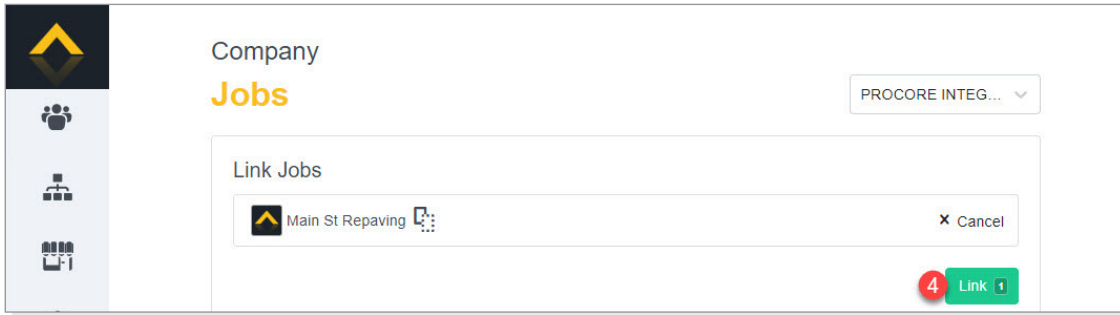 Company
Jobs
PROCORE INTEG...
Link Jobs
Main St Repaving
× Cancel
4
Link 1